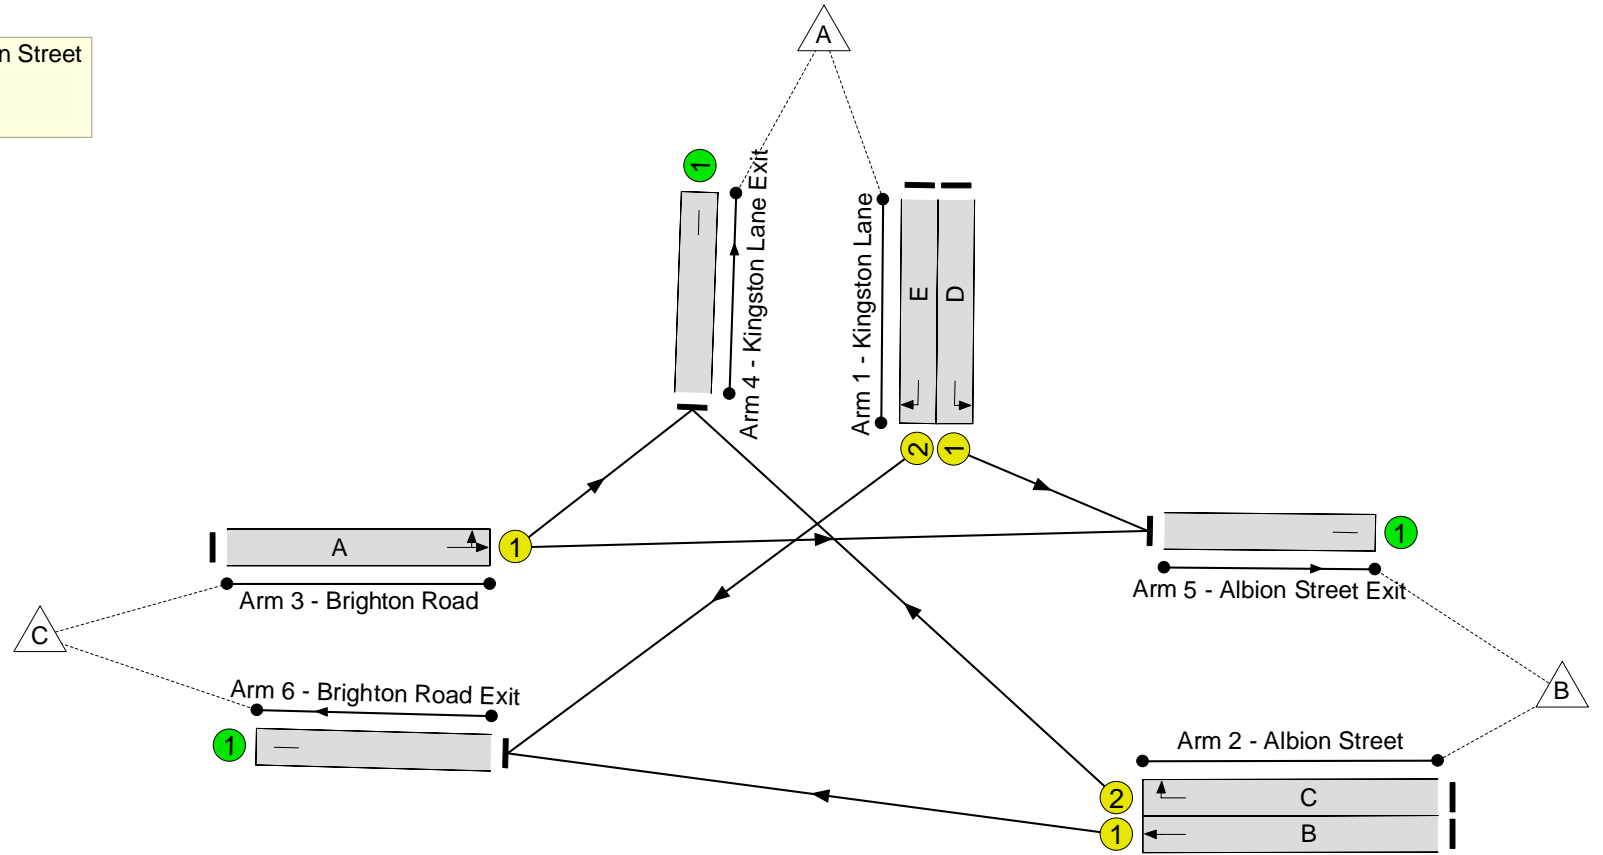 n Street
A
1
Arm 4 - Kingston Lane Exit
Arm 1 - Kingston Lane
E
D
2
1
A
1
Arm 3 - Brighton Road
1
Arm 5 - Albion Street Exit
C
B
Arm 6 - Brighton Road Exit
1
Arm 2 - Albion Street
2
C
1
B